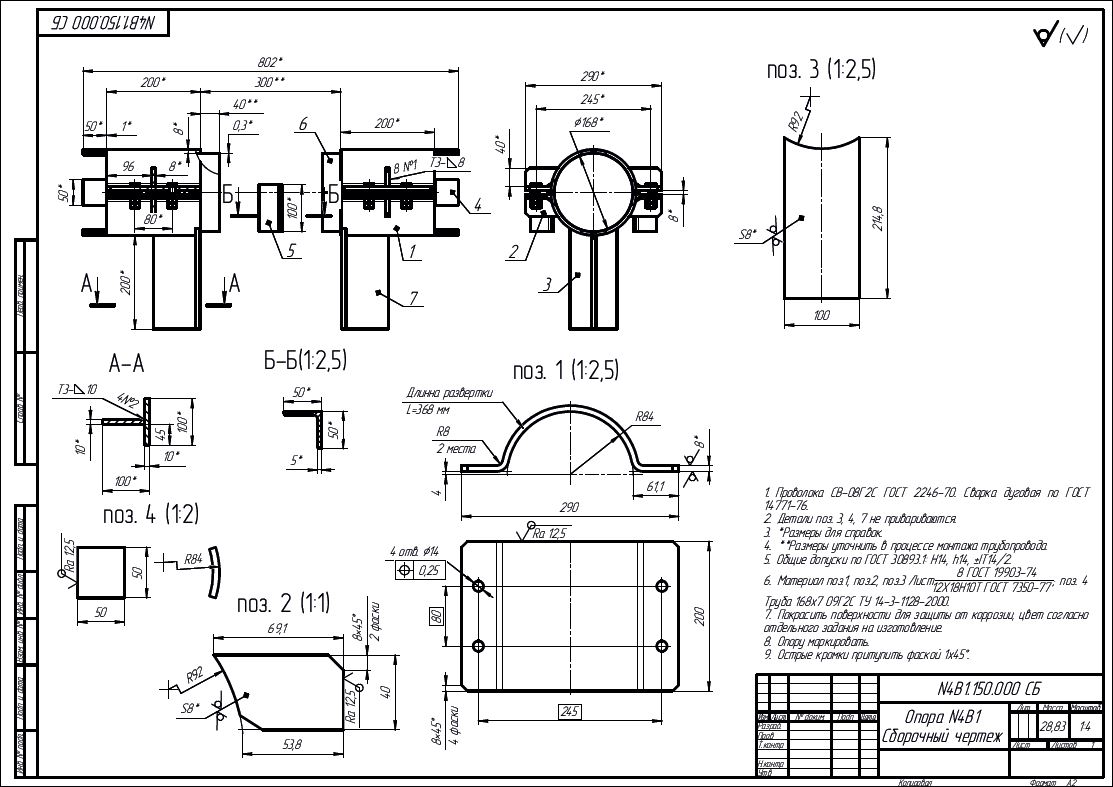 N4B1.150.000 СБ
802*
200*
300**
40**
50*
1*
8*
0,3*
6
200*
96
8*
8 №1
Т3-◺8
Б
Б
50*
80*
100*
4
5
1
200*
А
А
7
290*
245*
ϕ168*
40*
8*
2
3
поз. 3 (1:2,5)
R92
S8*
214,8
100
А-А
Т3-◺10
4№2
10*
45
100*
10*
100*
Б-Б(1:2,5)
50*
50*
5*
поз. 1 (1:2,5)
Длинна развертки
L=368 мм
R84
R8
2 места
8*
4
61,1
290
поз. 4 (1:2)
Ra 12,5
50
50
R84
поз. 2 (1:1)
69,1
8×45°
2 фаски
R92
S8*
Ra 12,5
40
53,8
Ra 12,5
4 отв. ϕ14
0,25
80
200
8×45°
4 фаски
245
1. Проволока СВ-08Г2С ГОСТ 2246-70. Сварка дуговая по ГОСТ
14771-76.
2. Детали поз. 3, 4, 7 не привариваются.
3. *Размеры для справок.
4. **Размеры уточнить в процессе монтажа трубопровода.
5. Общие допуски по ГОСТ 30893.1: H14, h14, ±IT14/2.
6. Материал поз.1, поз.2, поз.3 Лист 8 ГОСТ 19903-74 / 12Х18Н10Т ГОСТ 7350-77; поз. 4
Труба 168х7 09Г2С ТУ 14-3-1128-2000.
7. Покрасить поверхности для защиты от коррозии, цвет согласно
отдельного задания на изготовление.
8. Опору маркировать.
9. Острые кромки притупить фаской 1х45°.
N4B1.150.000 СБ
Опора N4B1
Сборочный чертеж
Лит. Масса Масштаб
28,83 1:4
Лист Листов 1
Изм. Лист № докум. Подп. Дата
Разраб.
Пров.
Т.контр.
Н.контр.
Утв.
Копировал Формат А2
Перв. примен.
Справ. №
Подп. и дата
Инв. № дубл.
Взам. инв. №
Подп. и дата
Инв. № подл.